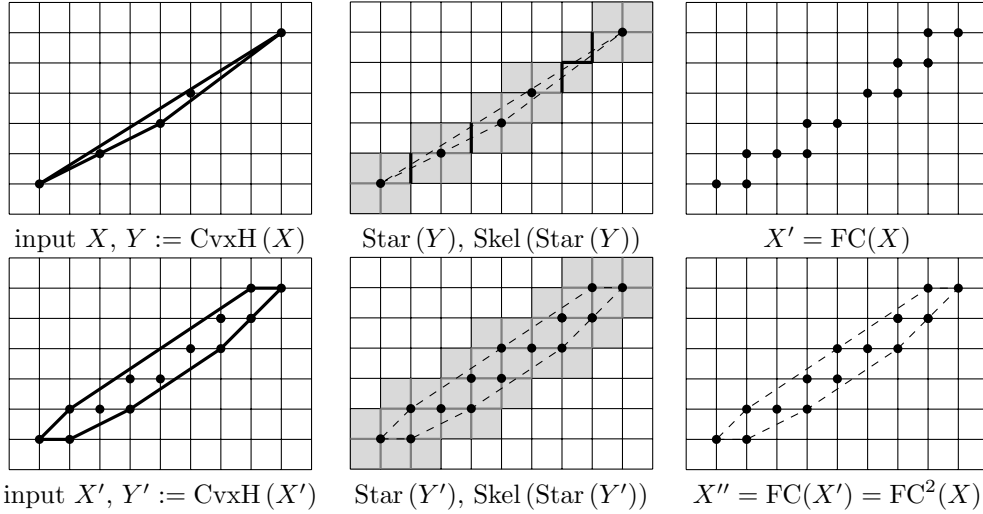 input X, Y := CvxH (X)
Star (Y), Skel (Star (Y))
X′ = FC(X)
input X′, Y′ := CvxH (X′)
Star (Y′), Skel (Star (Y′))
X′′ = FC(X′) = FC²(X)